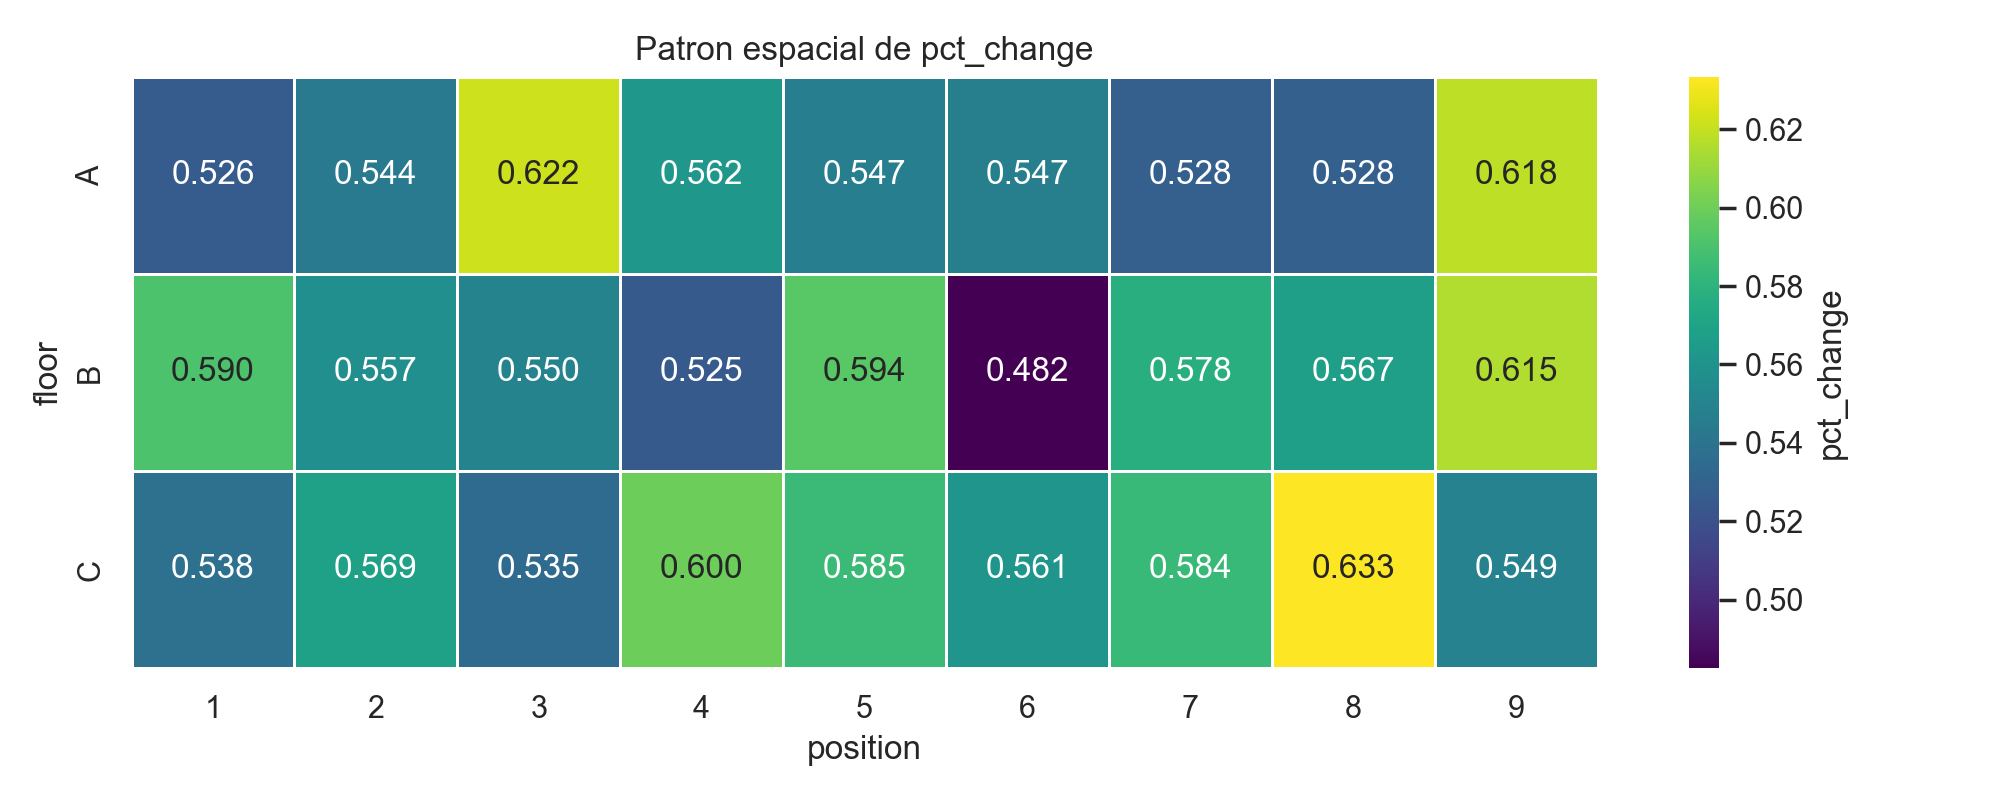 Patron espacial de pct_change
floor
A
0.526 0.544 0.622 0.562 0.547 0.547 0.528 0.528 0.618
B
0.590 0.557 0.550 0.525 0.594 0.482 0.578 0.567 0.615
C
0.538 0.569 0.535 0.600 0.585 0.561 0.584 0.633 0.549
1 2 3 4 5 6 7 8 9
position
0.62
0.60
0.58
0.56
0.54
0.52
0.50
pct_change